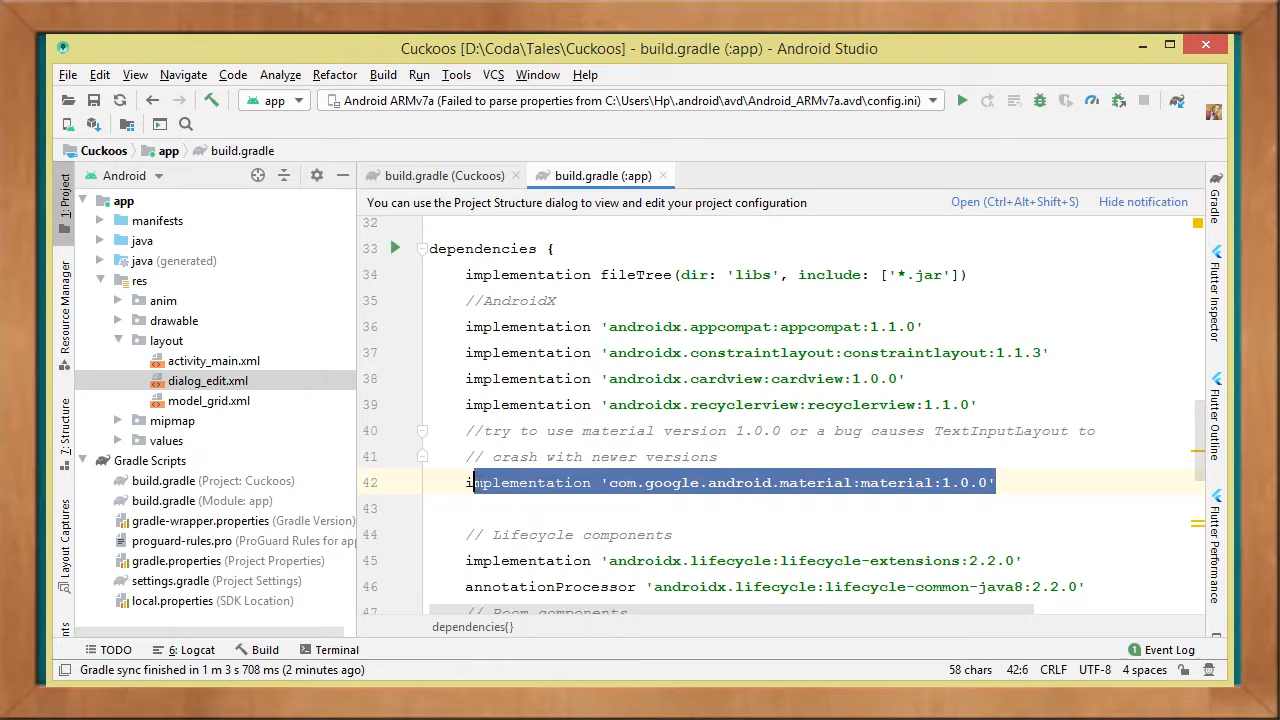 Cuckoos [D:\Coda\Tales\Cuckoos] - build.gradle (:app) - Android Studio
File Edit View Navigate Code Analyze Refactor Build Run Tools VCS Window Help
app Android ARMv7a (Failed to parse properties from C:\Users\Hp\.android\avd\Android_ARMv7a.avd\config.ini)
Cuckoos app build.gradle
Android
build.gradle (Cuckoos) build.gradle (:app)
You can use the Project Structure dialog to view and edit your project configuration Open (Ctrl+Alt+Shift+S) Hide notification
1: Project
Resource Manager
7: Structure
Layout Captures
app
manifests
java
java (generated)
res
anim
drawable
layout
activity_main.xml
dialog_edit.xml
model_grid.xml
mipmap
values
Gradle Scripts
build.gradle (Project: Cuckoos)
build.gradle (Module: app)
gradle-wrapper.properties (Gradle Version)
proguard-rules.pro (ProGuard Rules for app
gradle.properties (Project Properties)
settings.gradle (Project Settings)
local.properties (SDK Location)
32
33 dependencies {
34 implementation fileTree(dir: 'libs', include: ['*.jar'])
35 //AndroidX
36 implementation 'androidx.appcompat:appcompat:1.1.0'
37 implementation 'androidx.constraintlayout:constraintlayout:1.1.3'
38 implementation 'androidx.cardview:cardview:1.0.0'
39 implementation 'androidx.recyclerview:recyclerview:1.1.0'
40 //try to use material version 1.0.0 or a bug causes TextInputLayout to
41 // crash with newer versions
42 implementation 'com.google.android.material:material:1.0.0'
43
44 // Lifecycle components
45 implementation 'androidx.lifecycle:lifecycle-extensions:2.2.0'
46 annotationProcessor 'androidx.lifecycle:lifecycle-common-java8:2.2.0'
47 // Room components
dependencies{}
Gradle
Flutter Inspector
Flutter Outline
Flutter Performance
TODO 6: Logcat Build Terminal Event Log
Gradle sync finished in 1 m 3 s 708 ms (2 minutes ago) 58 chars 42:6 CRLF UTF-8 4 spaces